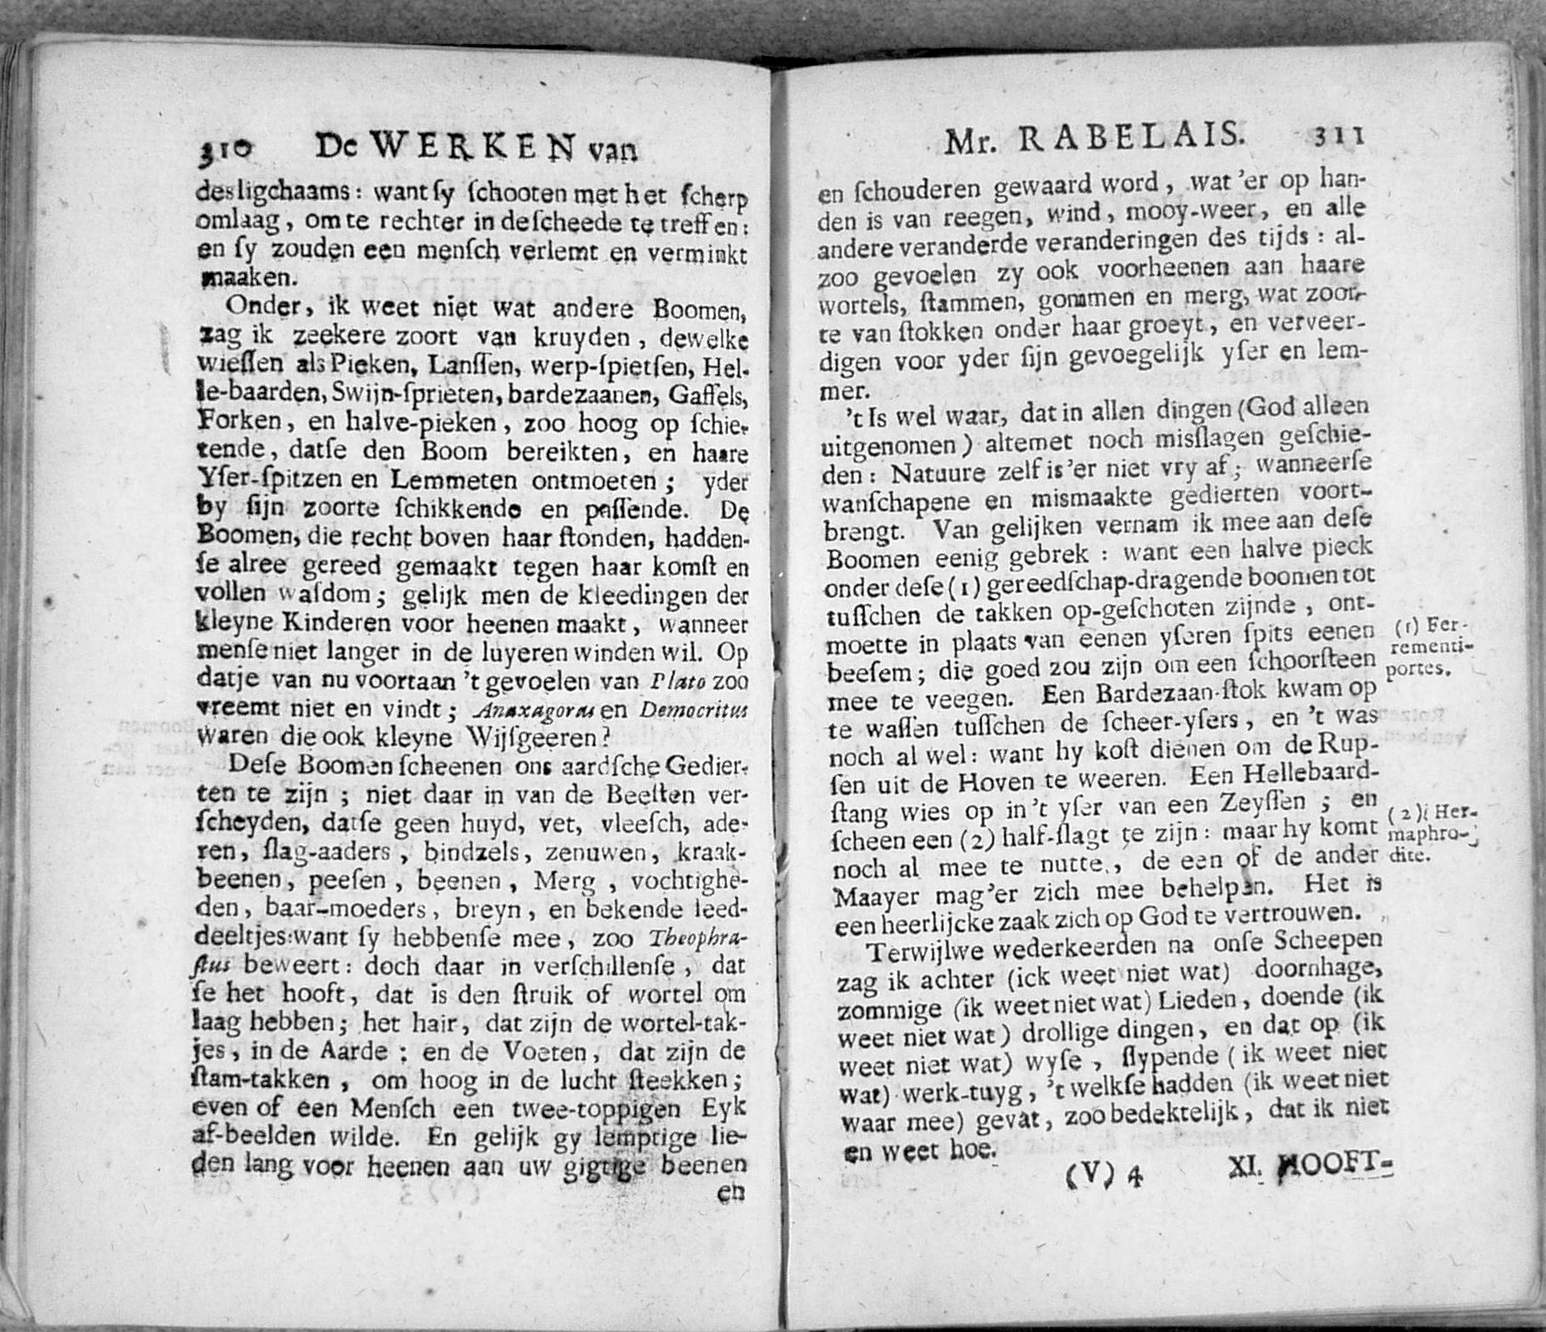 310 De WERKEN van
desligchaams: want ſy ſchooten met het ſcherp
omlaag, om te rechter in deſcheede te treffen:
en ſy zouden een menſch verlemt en verminkt
maaken.
Onder, ik weet niet wat andere Boomen,
zag ik zeekere zoort van kruyden, dewelke
wieſſen als Pieken, Lanſſen, werp-ſpietſen, Hel-
le-baarden, Swijn-ſprieten, bardezaanen, Gaffels,
Forken, en halve-pieken, zoo hoog op ſchie-
tende, datſe den Boom bereikten, en haare
Yſer-ſpitzen en Lemmeten ontmoeten; yder
by ſijn zoorte ſchikkende en paſſende. De
Boomen, die recht boven haar ſtonden, hadden-
ſe alree gereed gemaakt tegen haar komſt en
vollen waſdom; gelijk men de kleedingen der
kleyne Kinderen voor heenen maakt, wanneer
menſe niet langer in de luyeren winden wil. Op
datje van nu voortaan 't gevoelen van Plato zoo
vreemt niet en vindt; Anaxagoras en Democritus
waren die ook kleyne Wijſgeeren?
Deſe Boomen ſcheenen ons aardſche Gedier-
ten te zijn; niet daar in van de Beeſten ver-
ſcheyden, datſe geen huyd, vet, vleeſch, ade-
ren, ſlag-aaders, bindzels, zenuwen, kraak-
beenen, peeſen, beenen, Merg, vochtighe-
den, baar-moeders, breyn, en bekende leed-
deeltjes: want ſy hebbenſe mee, zoo Theophra-
ſtus beweert: doch daar in verſchillenſe, dat
ſe het hooft, dat is den ſtruik of wortel om
laag hebben; het hair, dat zijn de wortel-tak-
jes, in de Aarde; en de Voeten, dat zijn de
ſtam-takken, om hoog in de lucht ſteekken;
even of een Menſch een twee-toppigen Eyk
af-beelden wilde. En gelijk gy lemptige lie-
den lang voor heenen aan uw gigtige beenen
en
Mr. RABELAIS. 311
en ſchouderen gewaard word, wat 'er op han-
den is van reegen, wind, mooy-weer, en alle
andere veranderde veranderingen des tijds: al-
zoo gevoelen zy ook voorheenen aan haare
wortels, ſtammen, gommen en merg, wat zoor-
te van ſtokken onder haar groeyt, en verveer-
digen voor yder ſijn gevoegelijk yſer en lem-
mer.
't Is wel waar, dat in allen dingen (God alleen
uitgenomen) altemet noch misſlagen geſchie-
den: Natuure zelf is 'er niet vry af; wanneerſe
wanſchapene en mismaakte gedierten voort-
brengt. Van gelijken vernam ik mee aan deſe
Boomen eenig gebrek: want een halve pieck
onder deſe (1) gereedſchap-dragende boomen tot
tuſſchen de takken op-geſchoten zijnde, ont-
moette in plaats van eenen yſeren ſpits eenen
beeſem; die goed zou zijn om een ſchoorſteen
mee te veegen. Een Bardezaan-ſtok kwam op
te waſſen tuſſchen de ſcheer-yſers, en 't was
noch al wel: want hy koſt dienen om de Rup-
ſen uit de Hoven te weeren. Een Hellebaard-
ſtang wies op in 't yſer van een Zeyſſen; en
ſcheen een (2) half-ſlagt te zijn: maar hy komt
noch al mee te nutte, de een of de ander
Maayer mag 'er zich mee behelpen. Het is
een heerlijcke zaak zich op God te vertrouwen.
Terwijlwe wederkeerden na onſe Scheepen
zag ik achter (ick weet niet wat) doornhage,
zommige (ik weet niet wat) Lieden, doende (ik
weet niet wat) drollige dingen, en dat op (ik
weet niet wat) wyſe, ſlypende (ik weet niet
wat) werk-tuyg, 't welkſe hadden (ik weet niet
waar mee) gevat, zoo bedektelijk, dat ik niet
en weet hoe.
(V) 4 XI. HOOFT-
(1) Fer-
rementi-
portes.
(2) Her-
maphro-
dite.